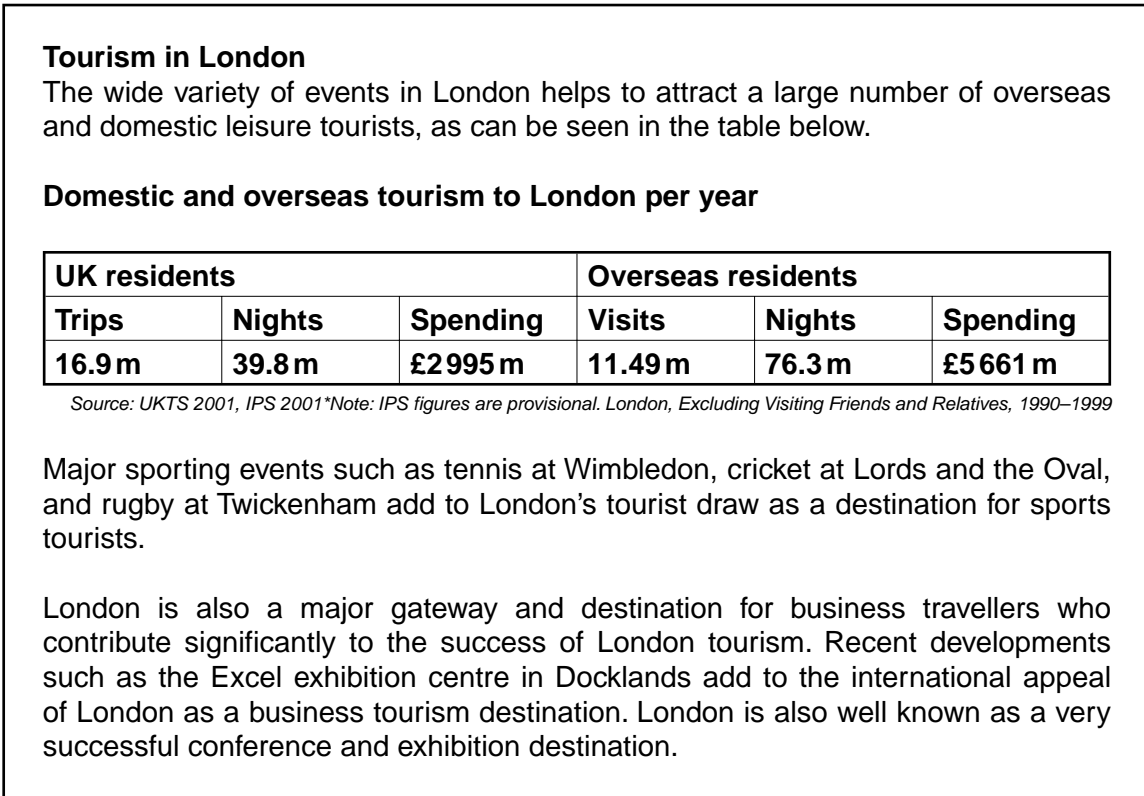 Tourism in London
The wide variety of events in London helps to attract a large number of overseas
and domestic leisure tourists, as can be seen in the table below.
Domestic and overseas tourism to London per year
UK residents Overseas residents
Trips Nights Spending Visits Nights Spending
16.9 m 39.8 m £2 995 m 11.49 m 76.3 m £5 661 m
Source: UKTS 2001, IPS 2001*Note: IPS figures are provisional. London, Excluding Visiting Friends and Relatives, 1990–1999
Major sporting events such as tennis at Wimbledon, cricket at Lords and the Oval,
and rugby at Twickenham add to London's tourist draw as a destination for sports
tourists.
London is also a major gateway and destination for business travellers who
contribute significantly to the success of London tourism. Recent developments
such as the Excel exhibition centre in Docklands add to the international appeal
of London as a business tourism destination. London is also well known as a very
successful conference and exhibition destination.